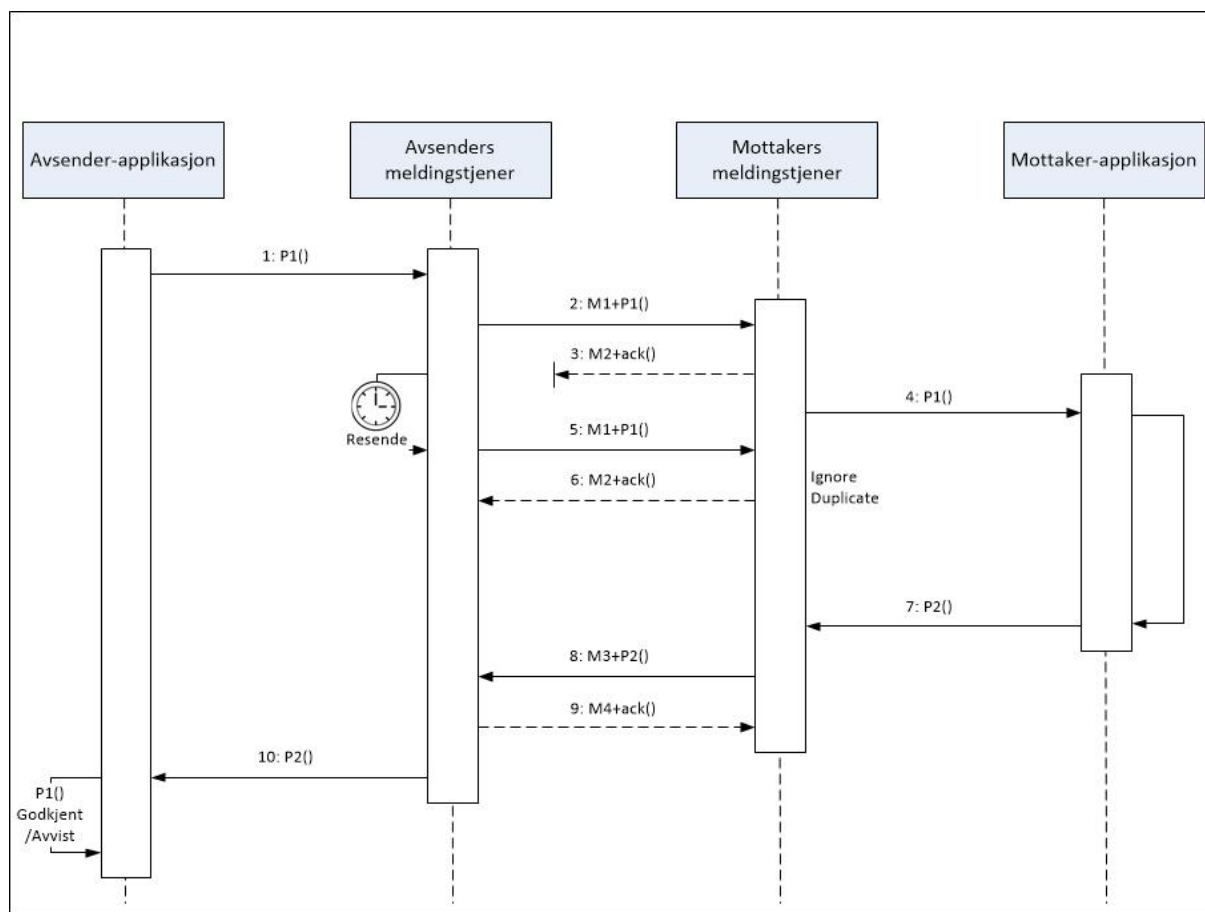 Avsender-applikasjon
Avsenders
meldingstjener
Mottakers
meldingstjener
Mottaker-applikasjon
1: P1()
2: M1+P1()
3: M2+ack()
4: P1()
Resende
5: M1+P1()
6: M2+ack()
Ignore
Duplicate
7: P2()
8: M3+P2()
9: M4+ack()
10: P2()
P1()
Godkjent
/Avvist